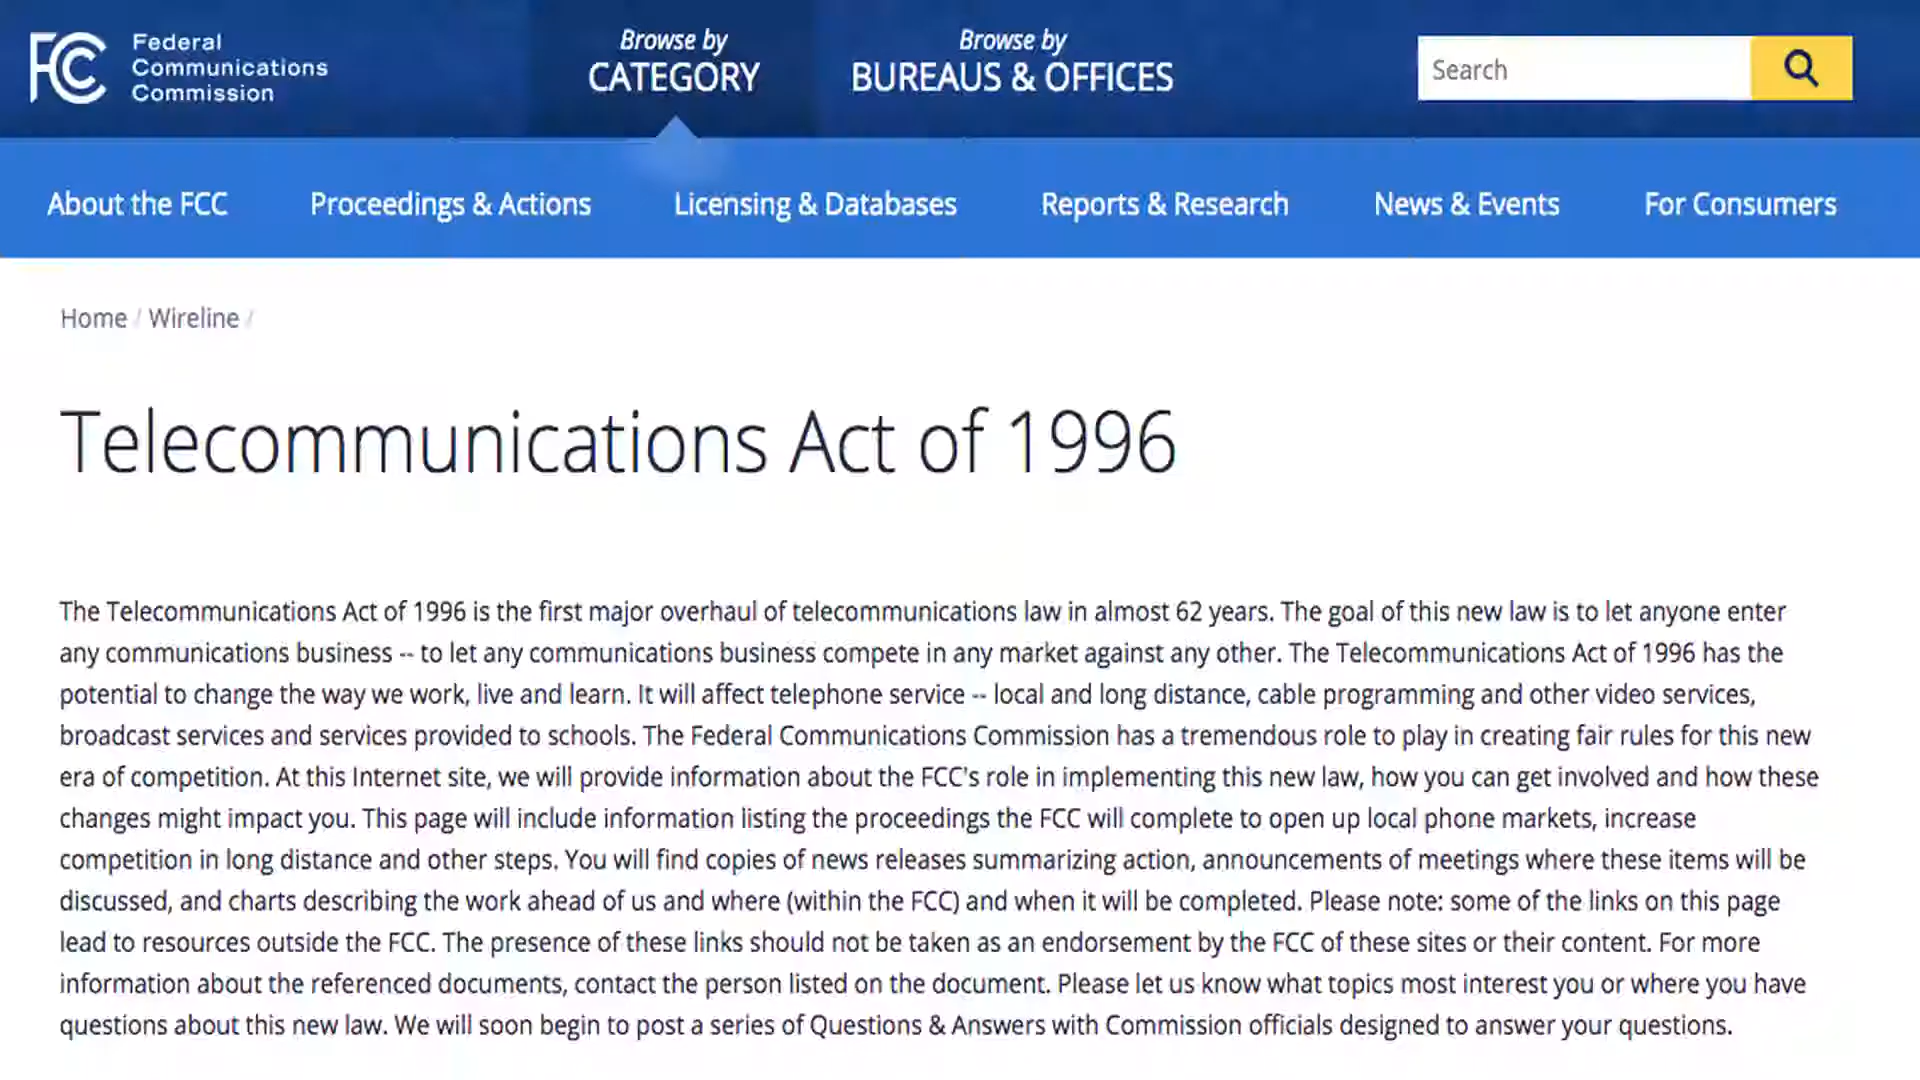 Federal
Communications
Commission
Browse by
CATEGORY
Browse by
BUREAUS & OFFICES
Search
About the FCC
Proceedings & Actions
Licensing & Databases
Reports & Research
News & Events
For Consumers
Home / Wireline /
Telecommunications Act of 1996
The Telecommunications Act of 1996 is the first major overhaul of telecommunications law in almost 62 years. The goal of this new law is to let anyone enter
any communications business -- to let any communications business compete in any market against any other. The Telecommunications Act of 1996 has the
potential to change the way we work, live and learn. It will affect telephone service -- local and long distance, cable programming and other video services,
broadcast services and services provided to schools. The Federal Communications Commission has a tremendous role to play in creating fair rules for this new
era of competition. At this Internet site, we will provide information about the FCC's role in implementing this new law, how you can get involved and how these
changes might impact you. This page will include information listing the proceedings the FCC will complete to open up local phone markets, increase
competition in long distance and other steps. You will find copies of news releases summarizing action, announcements of meetings where these items will be
discussed, and charts describing the work ahead of us and where (within the FCC) and when it will be completed. Please note: some of the links on this page
lead to resources outside the FCC. The presence of these links should not be taken as an endorsement by the FCC of these sites or their content. For more
information about the referenced documents, contact the person listed on the document. Please let us know what topics most interest you or where you have
questions about this new law. We will soon begin to post a series of Questions & Answers with Commission officials designed to answer your questions.